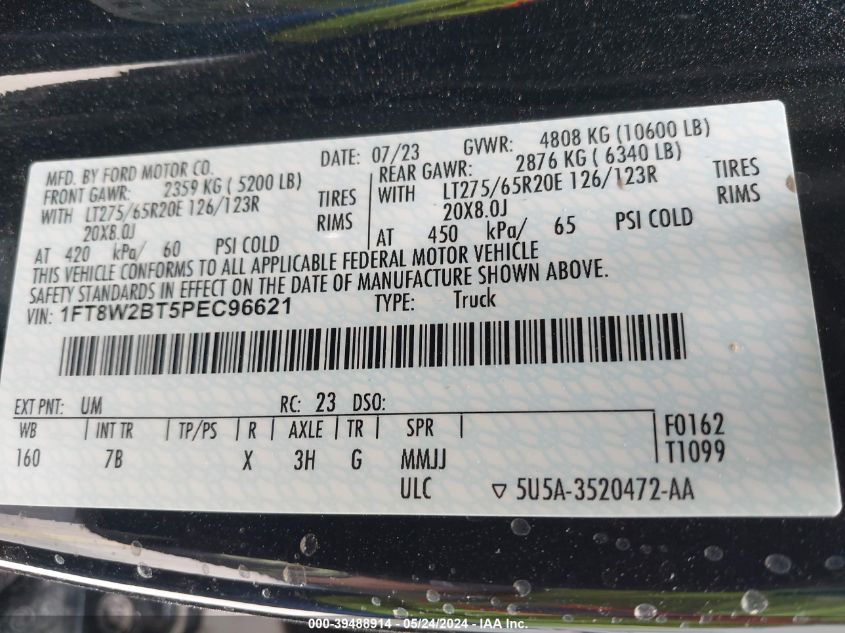 MFD. BY FORD MOTOR CO. DATE: 07/23 GVWR: 4808 KG (10600 LB)
FRONT GAWR: 2359 KG ( 5200 LB) REAR GAWR: 2876 KG ( 6340 LB)
WITH LT275/65R20E 126/123R TIRES WITH LT275/65R20E 126/123R TIRES
20X8.0J RIMS 20X8.0J RIMS
AT 420 kPa/ 60 PSI COLD AT 450 kPa/ 65 PSI COLD
THIS VEHICLE CONFORMS TO ALL APPLICABLE FEDERAL MOTOR VEHICLE
SAFETY STANDARDS IN EFFECT ON THE DATE OF MANUFACTURE SHOWN ABOVE.
VIN: 1FT8W2BT5PEC96621 TYPE: Truck
EXT PNT: UM RC: 23 DSO:
WB INT TR TP/PS R AXLE TR SPR F0162
160 7B X 3H G MMJJ T1099
ULC ▽ 5U5A-3520472-AA
000-39488914 - 05/24/2024 - IAA Inc.